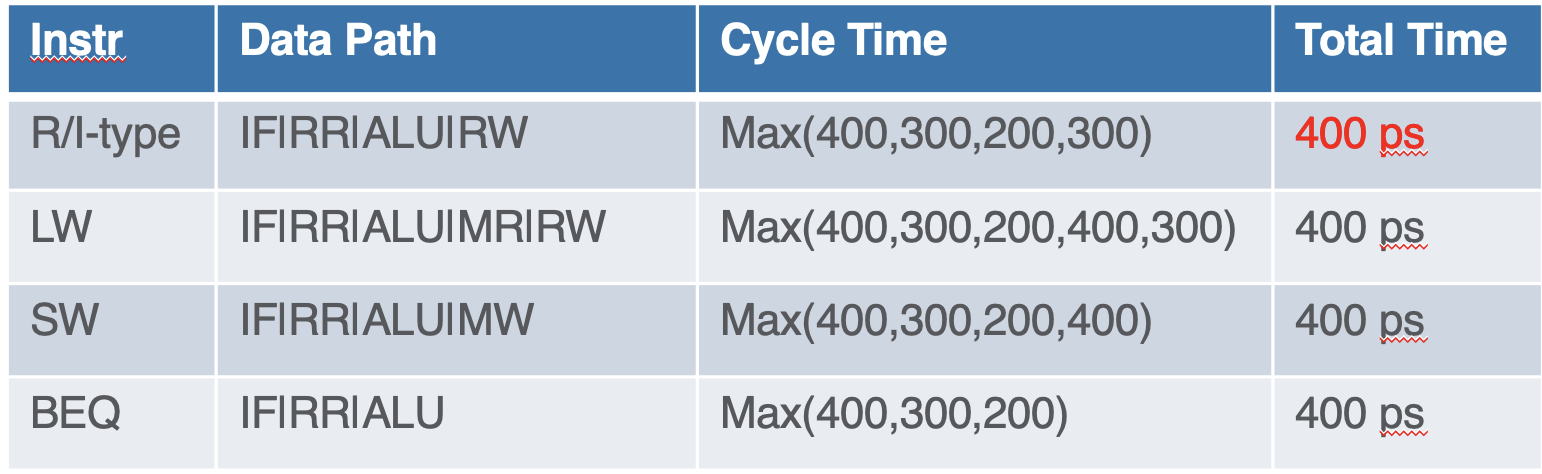 Instr Data Path Cycle Time Total Time
R/I-type IF|RR|ALU|RW Max(400,300,200,300) 400 ps
LW IF|RR|ALU|MR|RW Max(400,300,200,400,300) 400 ps
SW IF|RR|ALU|MW Max(400,300,200,400) 400 ps
BEQ IF|RR|ALU Max(400,300,200) 400 ps